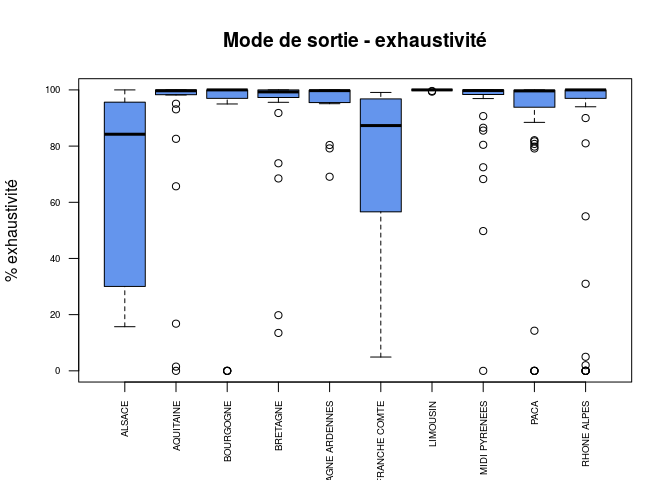 Mode de sortie - exhaustivité
% exhaustivité
100
80
60
40
20
0
ALSACE
AQUITAINE
BOURGOGNE
BRETAGNE
AGNE ARDENNES
FRANCHE COMTE
LIMOUSIN
MIDI PYRENEES
PACA
RHONE ALPES